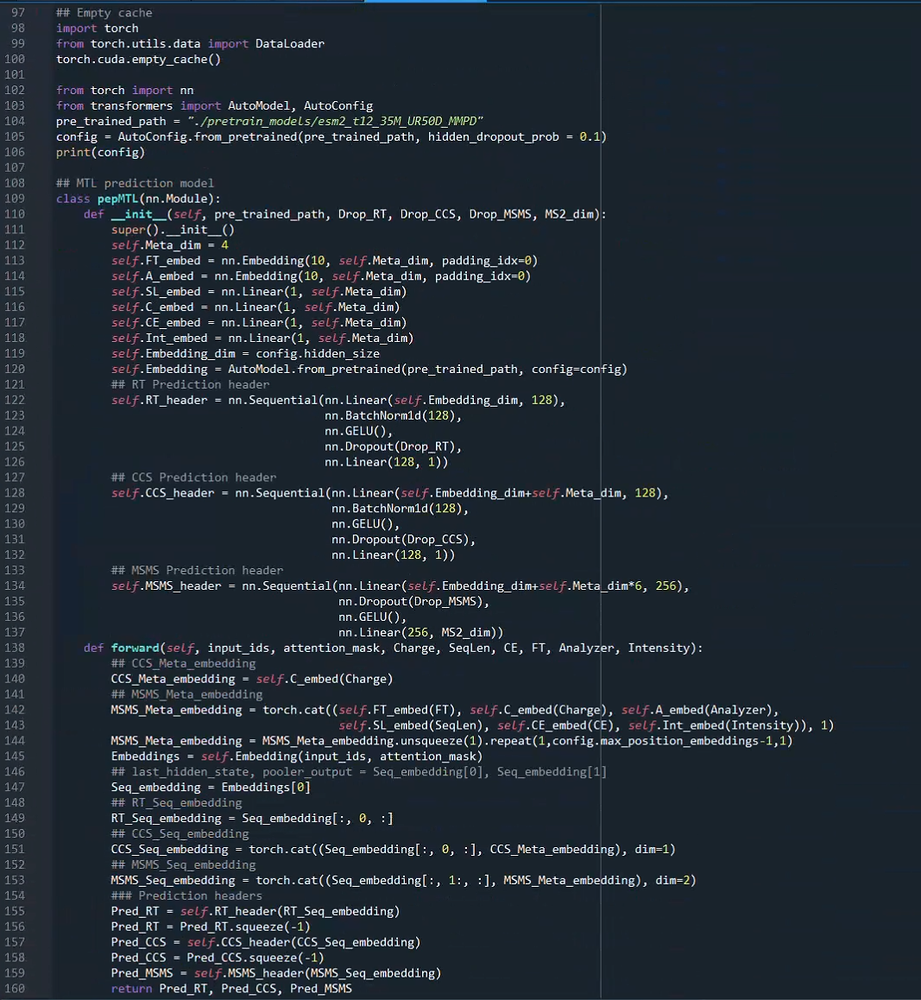 97 ## Empty cache
98 import torch
99 from torch.utils.data import DataLoader
100 torch.cuda.empty_cache()
101
102 from torch import nn
103 from transformers import AutoModel, AutoConfig
104 pre_trained_path = "./pretrain_models/esm2_t12_35M_UR50D_MMPD"
105 config = AutoConfig.from_pretrained(pre_trained_path, hidden_dropout_prob = 0.1)
106 print(config)
107
108 ## MTL prediction model
109 class pepMTL(nn.Module):
110     def __init__(self, pre_trained_path, Drop_RT, Drop_CCS, Drop_MSMS, MS2_dim):
111         super().__init__()
112         self.Meta_dim = 4
113         self.FT_embed = nn.Embedding(10, self.Meta_dim, padding_idx=0)
114         self.A_embed = nn.Embedding(10, self.Meta_dim, padding_idx=0)
115         self.SL_embed = nn.Linear(1, self.Meta_dim)
116         self.C_embed = nn.Linear(1, self.Meta_dim)
117         self.CE_embed = nn.Linear(1, self.Meta_dim)
118         self.Int_embed = nn.Linear(1, self.Meta_dim)
119         self.Embedding_dim = config.hidden_size
120         self.Embedding = AutoModel.from_pretrained(pre_trained_path, config=config)
121         ## RT Prediction header
122         self.RT_header = nn.Sequential(nn.Linear(self.Embedding_dim, 128),
123                                        nn.BatchNorm1d(128),
124                                        nn.GELU(),
125                                        nn.Dropout(Drop_RT),
126                                        nn.Linear(128, 1))
127         ## CCS Prediction header
128         self.CCS_header = nn.Sequential(nn.Linear(self.Embedding_dim+self.Meta_dim, 128),
129                                         nn.BatchNorm1d(128),
130                                         nn.GELU(),
131                                         nn.Dropout(Drop_CCS),
132                                         nn.Linear(128, 1))
133         ## MSMS Prediction header
134         self.MSMS_header = nn.Sequential(nn.Linear(self.Embedding_dim+self.Meta_dim*6, 256),
135                                          nn.Dropout(Drop_MSMS),
136                                          nn.GELU(),
137                                          nn.Linear(256, MS2_dim))
138     def forward(self, input_ids, attention_mask, Charge, SeqLen, CE, FT, Analyzer, Intensity):
139         ## CCS_Meta_embedding
140         CCS_Meta_embedding = self.C_embed(Charge)
141         ## MSMS_Meta_embedding
142         MSMS_Meta_embedding = torch.cat((self.FT_embed(FT), self.C_embed(Charge), self.A_embed(Analyzer),
143                                          self.SL_embed(SeqLen), self.CE_embed(CE), self.Int_embed(Intensity)), 1)
144         MSMS_Meta_embedding = MSMS_Meta_embedding.unsqueeze(1).repeat(1,config.max_position_embeddings-1,1)
145         Embeddings = self.Embedding(input_ids, attention_mask)
146         ## last_hidden_state, pooler_output = Seq_embedding[0], Seq_embedding[1]
147         Seq_embedding = Embeddings[0]
148         ## RT_Seq_embedding
149         RT_Seq_embedding = Seq_embedding[:, 0, :]
150         ## CCS_Seq_embedding
151         CCS_Seq_embedding = torch.cat((Seq_embedding[:, 0, :], CCS_Meta_embedding), dim=1)
152         ## MSMS_Seq_embedding
153         MSMS_Seq_embedding = torch.cat((Seq_embedding[:, 1:, :], MSMS_Meta_embedding), dim=2)
154         ### Prediction headers
155         Pred_RT = self.RT_header(RT_Seq_embedding)
156         Pred_RT = Pred_RT.squeeze(-1)
157         Pred_CCS = self.CCS_header(CCS_Seq_embedding)
158         Pred_CCS = Pred_CCS.squeeze(-1)
159         Pred_MSMS = self.MSMS_header(MSMS_Seq_embedding)
160         return Pred_RT, Pred_CCS, Pred_MSMS